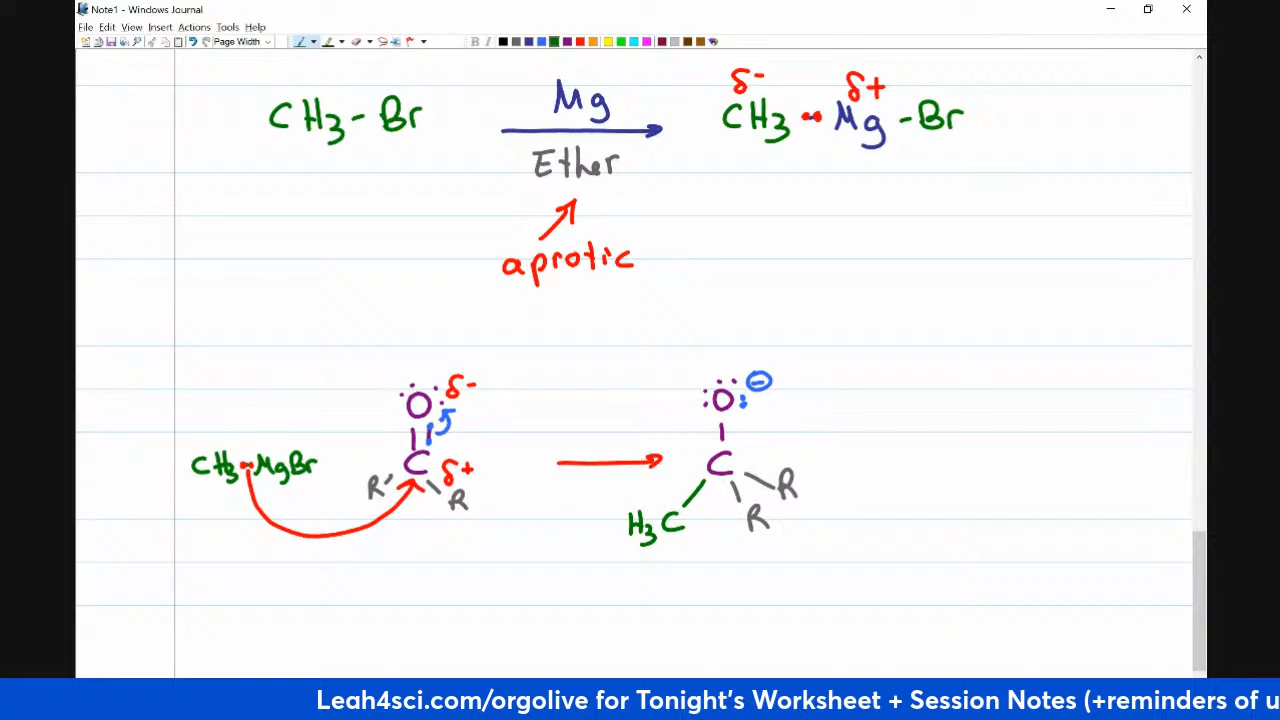 Note1 - Windows Journal
File Edit View Insert Actions Tools Help
Page Width B I
δ- δ+
CH3 - Br Mg CH3 •• Mg - Br
Ether
aprotic
O δ- O -
CH3 •• MgBr C δ+ C
R R R
H3C R
Leah4sci.com/orgolive for Tonight's Worksheet + Session Notes (+reminders of u